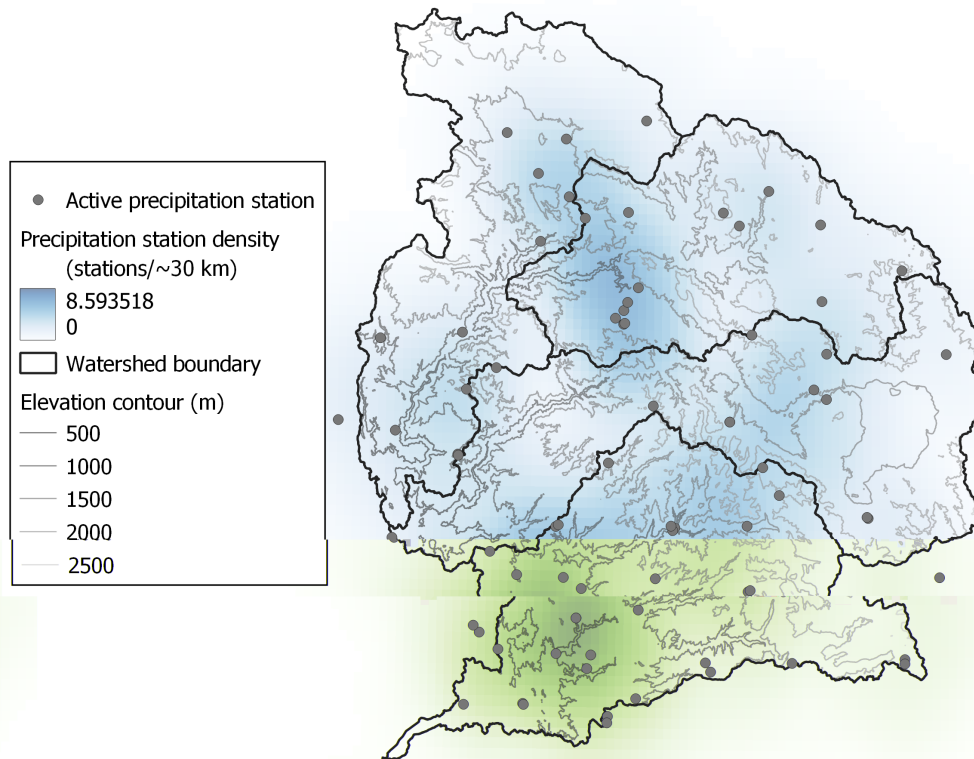 Active precipitation station
Precipitation station density
(stations/~30 km)
8.593518
0
Watershed boundary
Elevation contour (m)
500
1000
1500
2000
2500